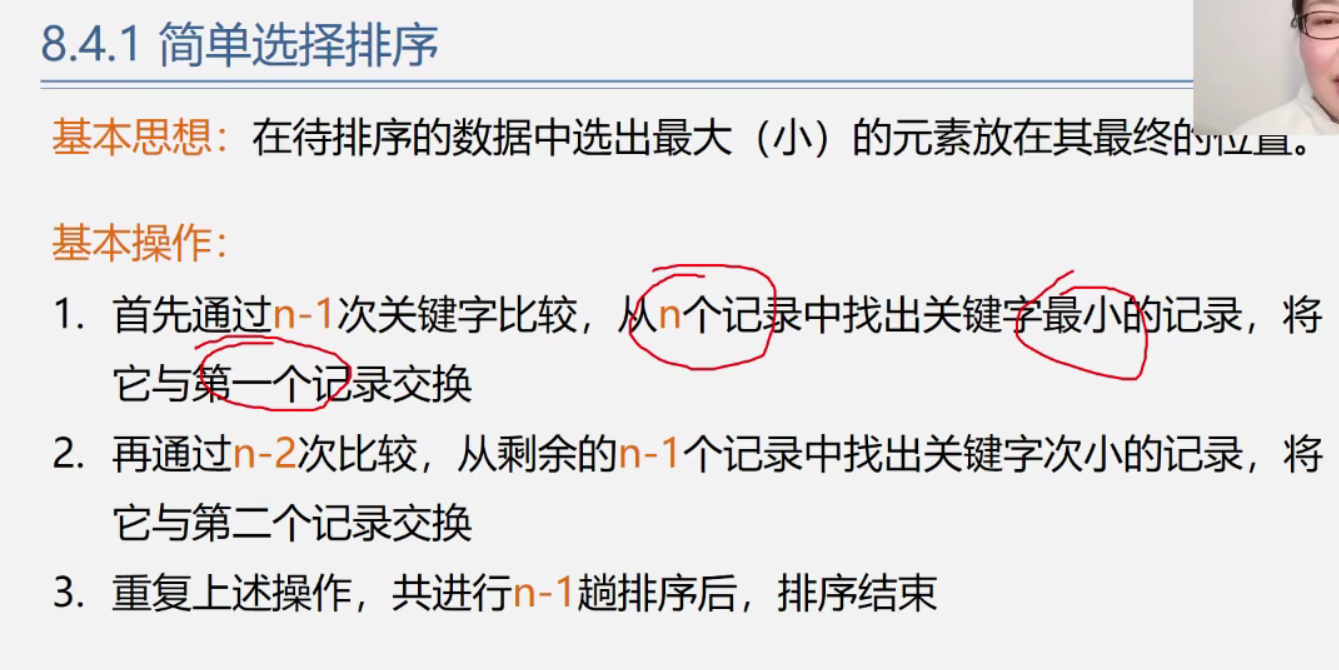 8.4.1 简单选择排序
基本思想：在待排序的数据中选出最大（小）的元素放在其最终的位置。
基本操作：
1. 首先通过n-1次关键字比较，从n个记录中找出关键字最小的记录，将
它与第一个记录交换
2. 再通过n-2次比较，从剩余的n-1个记录中找出关键字次小的记录，将
它与第二个记录交换
3. 重复上述操作，共进行n-1趟排序后，排序结束